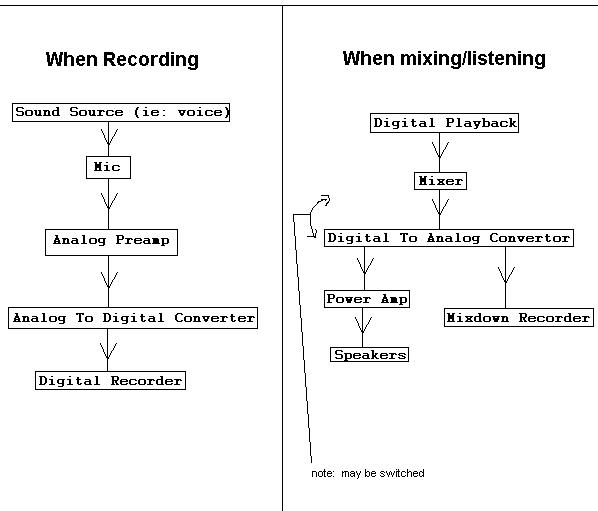 When Recording
Sound Source (ie: voice)
Mic
Analog Preamp
Analog To Digital Converter
Digital Recorder
When mixing/listening
Digital Playback
Mixer
Digital To Analog Convertor
Power Amp
Mixdown Recorder
Speakers
note: may be switched